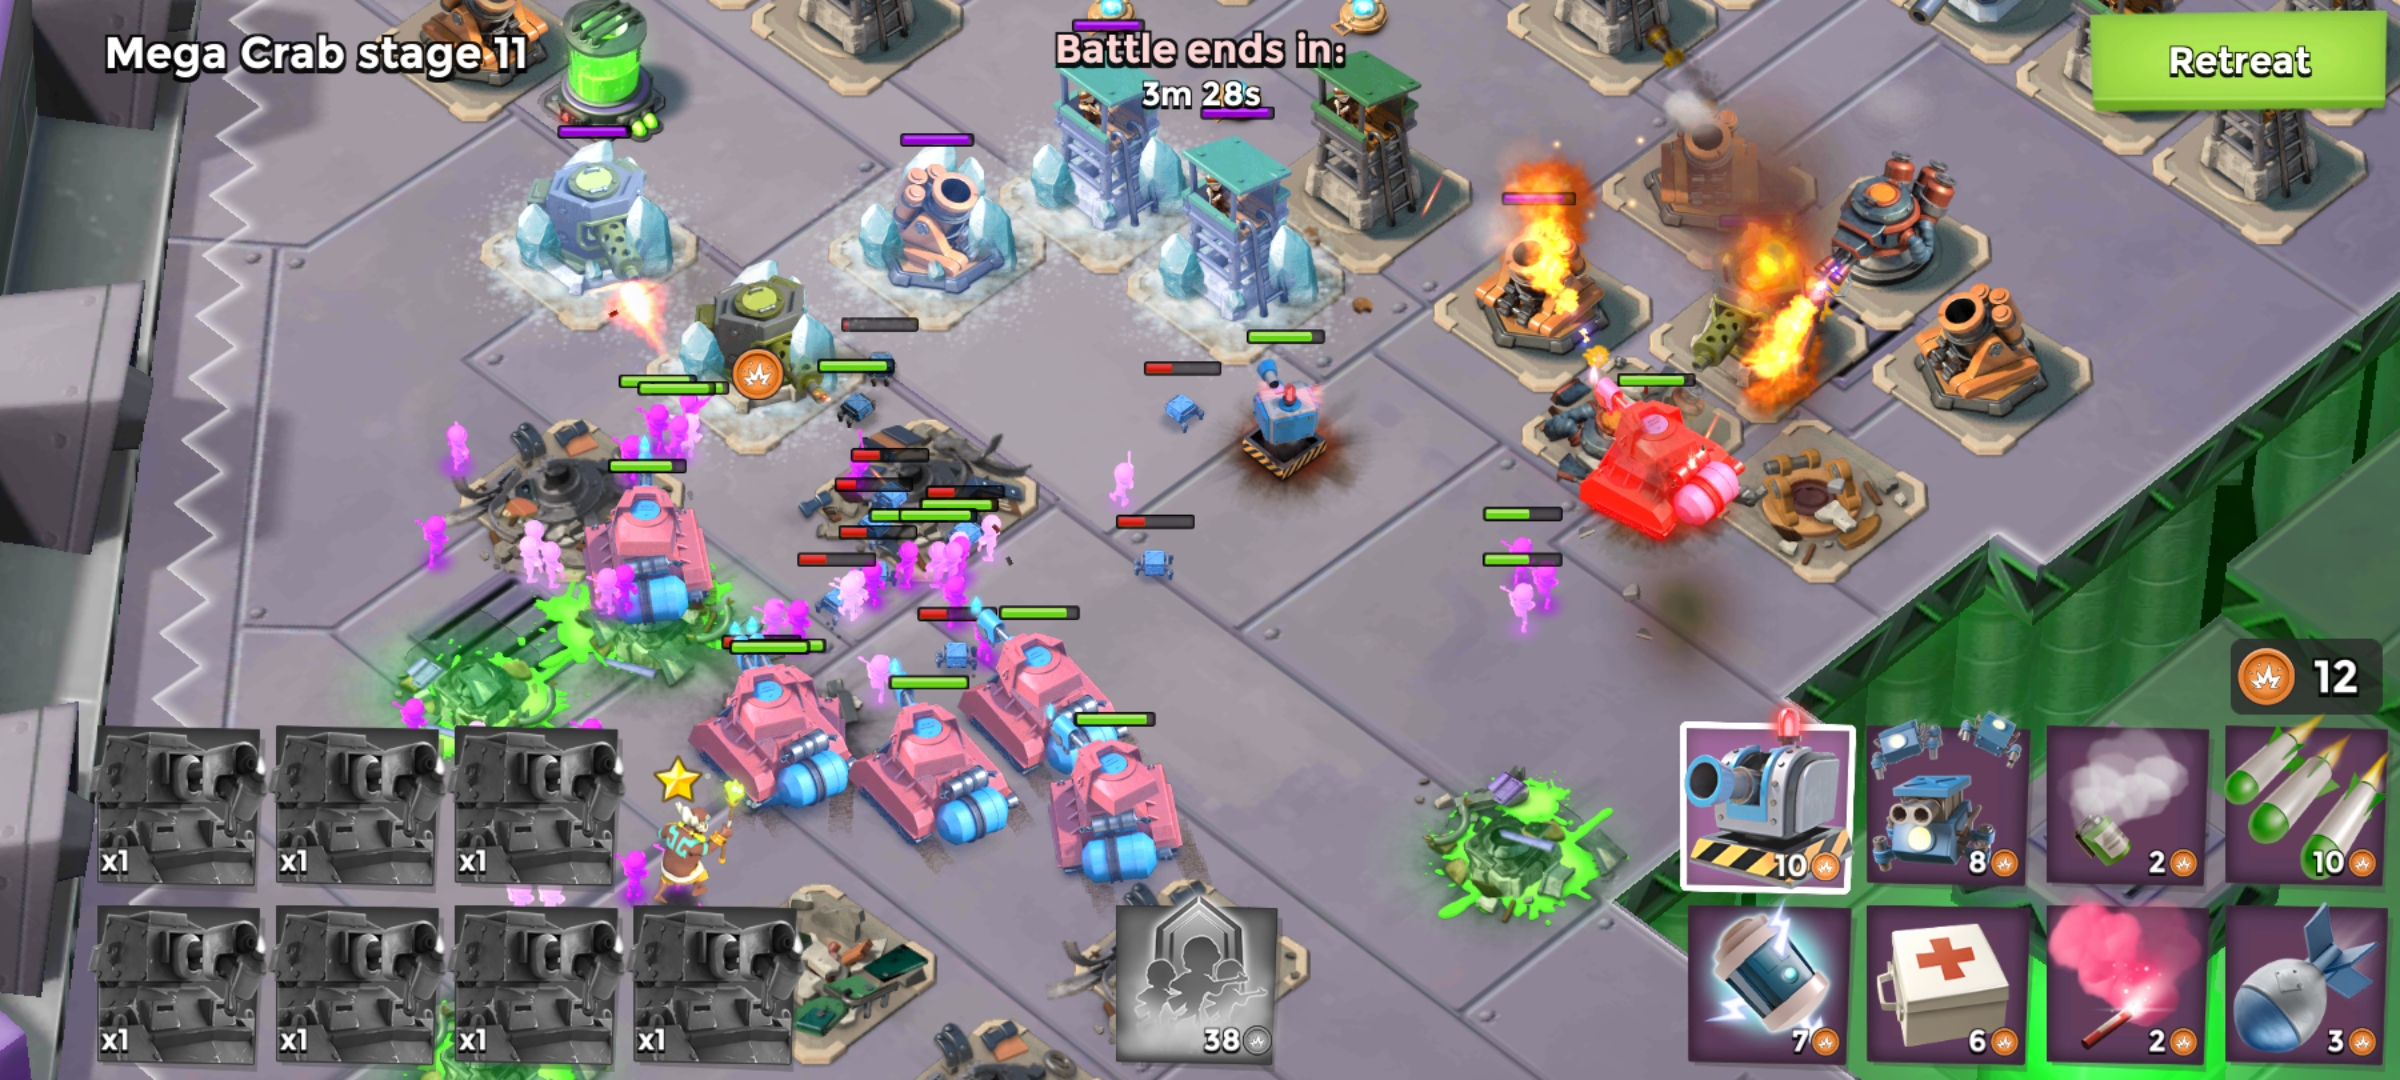 Mega Crab stage 11
Battle ends in:
3m 28s
Retreat
12
x1
x1
x1
10
8
2
10
x1
x1
x1
x1
38
7
6
2
3